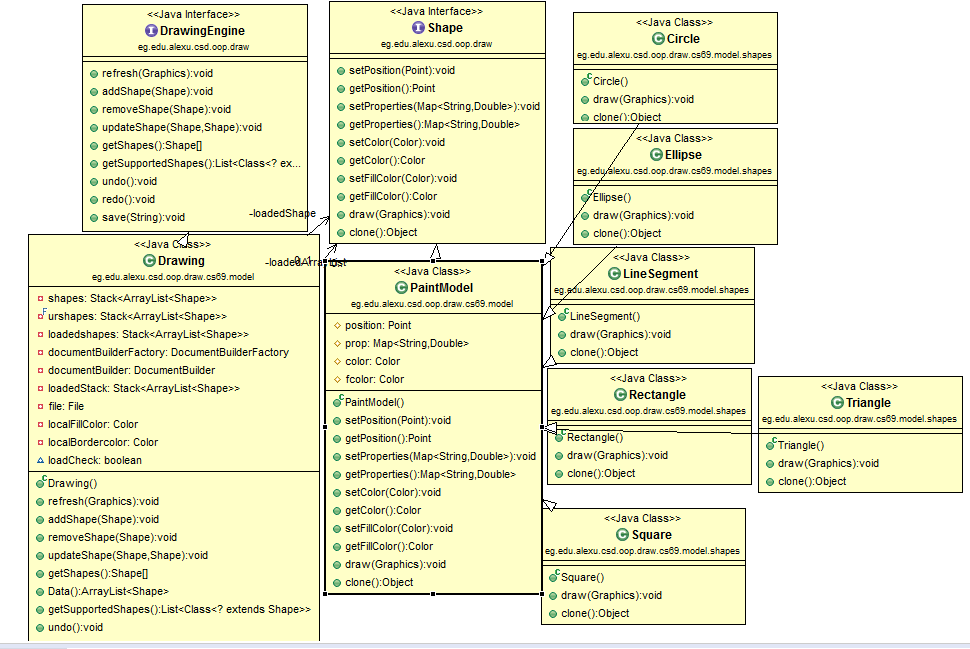 <<Java Interface>>
DrawingEngine
eg.edu.alexu.csd.oop.draw
refresh(Graphics):void
addShape(Shape):void
removeShape(Shape):void
updateShape(Shape,Shape):void
getShapes():Shape[]
getSupportedShapes():List<Class<? ex...
undo():void
redo():void
save(String):void
<<Java Interface>>
Shape
eg.edu.alexu.csd.oop.draw
setPosition(Point):void
getPosition():Point
setProperties(Map<String,Double>):void
getProperties():Map<String,Double>
setColor(Color):void
getColor():Color
setFillColor(Color):void
getFillColor():Color
draw(Graphics):void
clone():Object
<<Java Class>>
Circle
eg.edu.alexu.csd.oop.draw.cs69.model.shapes
Circle()
draw(Graphics):void
clone():Object
<<Java Class>>
Ellipse
eg.edu.alexu.csd.oop.draw.cs69.model.shapes
Ellipse()
draw(Graphics):void
clone():Object
-loadedShape
-loadedArrayList
<<Java Class>>
Drawing
eg.edu.alexu.csd.oop.draw.cs69.model
shapes: Stack<ArrayList<Shape>>
urshapes: Stack<ArrayList<Shape>>
loadedshapes: Stack<ArrayList<Shape>>
documentBuilderFactory: DocumentBuilderFactory
documentBuilder: DocumentBuilder
loadedStack: Stack<ArrayList<Shape>>
file: File
localFillColor: Color
localBordercolor: Color
loadCheck: boolean
Drawing()
refresh(Graphics):void
addShape(Shape):void
removeShape(Shape):void
updateShape(Shape,Shape):void
getShapes():Shape[]
Data():ArrayList<Shape>
getSupportedShapes():List<Class<? extends Shape>>
undo():void
<<Java Class>>
PaintModel
eg.edu.alexu.csd.oop.draw.cs69.model
position: Point
prop: Map<String,Double>
color: Color
fcolor: Color
PaintModel()
setPosition(Point):void
getPosition():Point
setProperties(Map<String,Double>):void
getProperties():Map<String,Double>
setColor(Color):void
getColor():Color
setFillColor(Color):void
getFillColor():Color
draw(Graphics):void
clone():Object
<<Java Class>>
LineSegment
eg.edu.alexu.csd.oop.draw.cs69.model.shapes
LineSegment()
draw(Graphics):void
clone():Object
<<Java Class>>
Rectangle
eg.edu.alexu.csd.oop.draw.cs69.model.shapes
Rectangle()
draw(Graphics):void
clone():Object
<<Java Class>>
Triangle
eg.edu.alexu.csd.oop.draw.cs69.model.shapes
Triangle()
draw(Graphics):void
clone():Object
<<Java Class>>
Square
eg.edu.alexu.csd.oop.draw.cs69.model.shapes
Square()
draw(Graphics):void
clone():Object